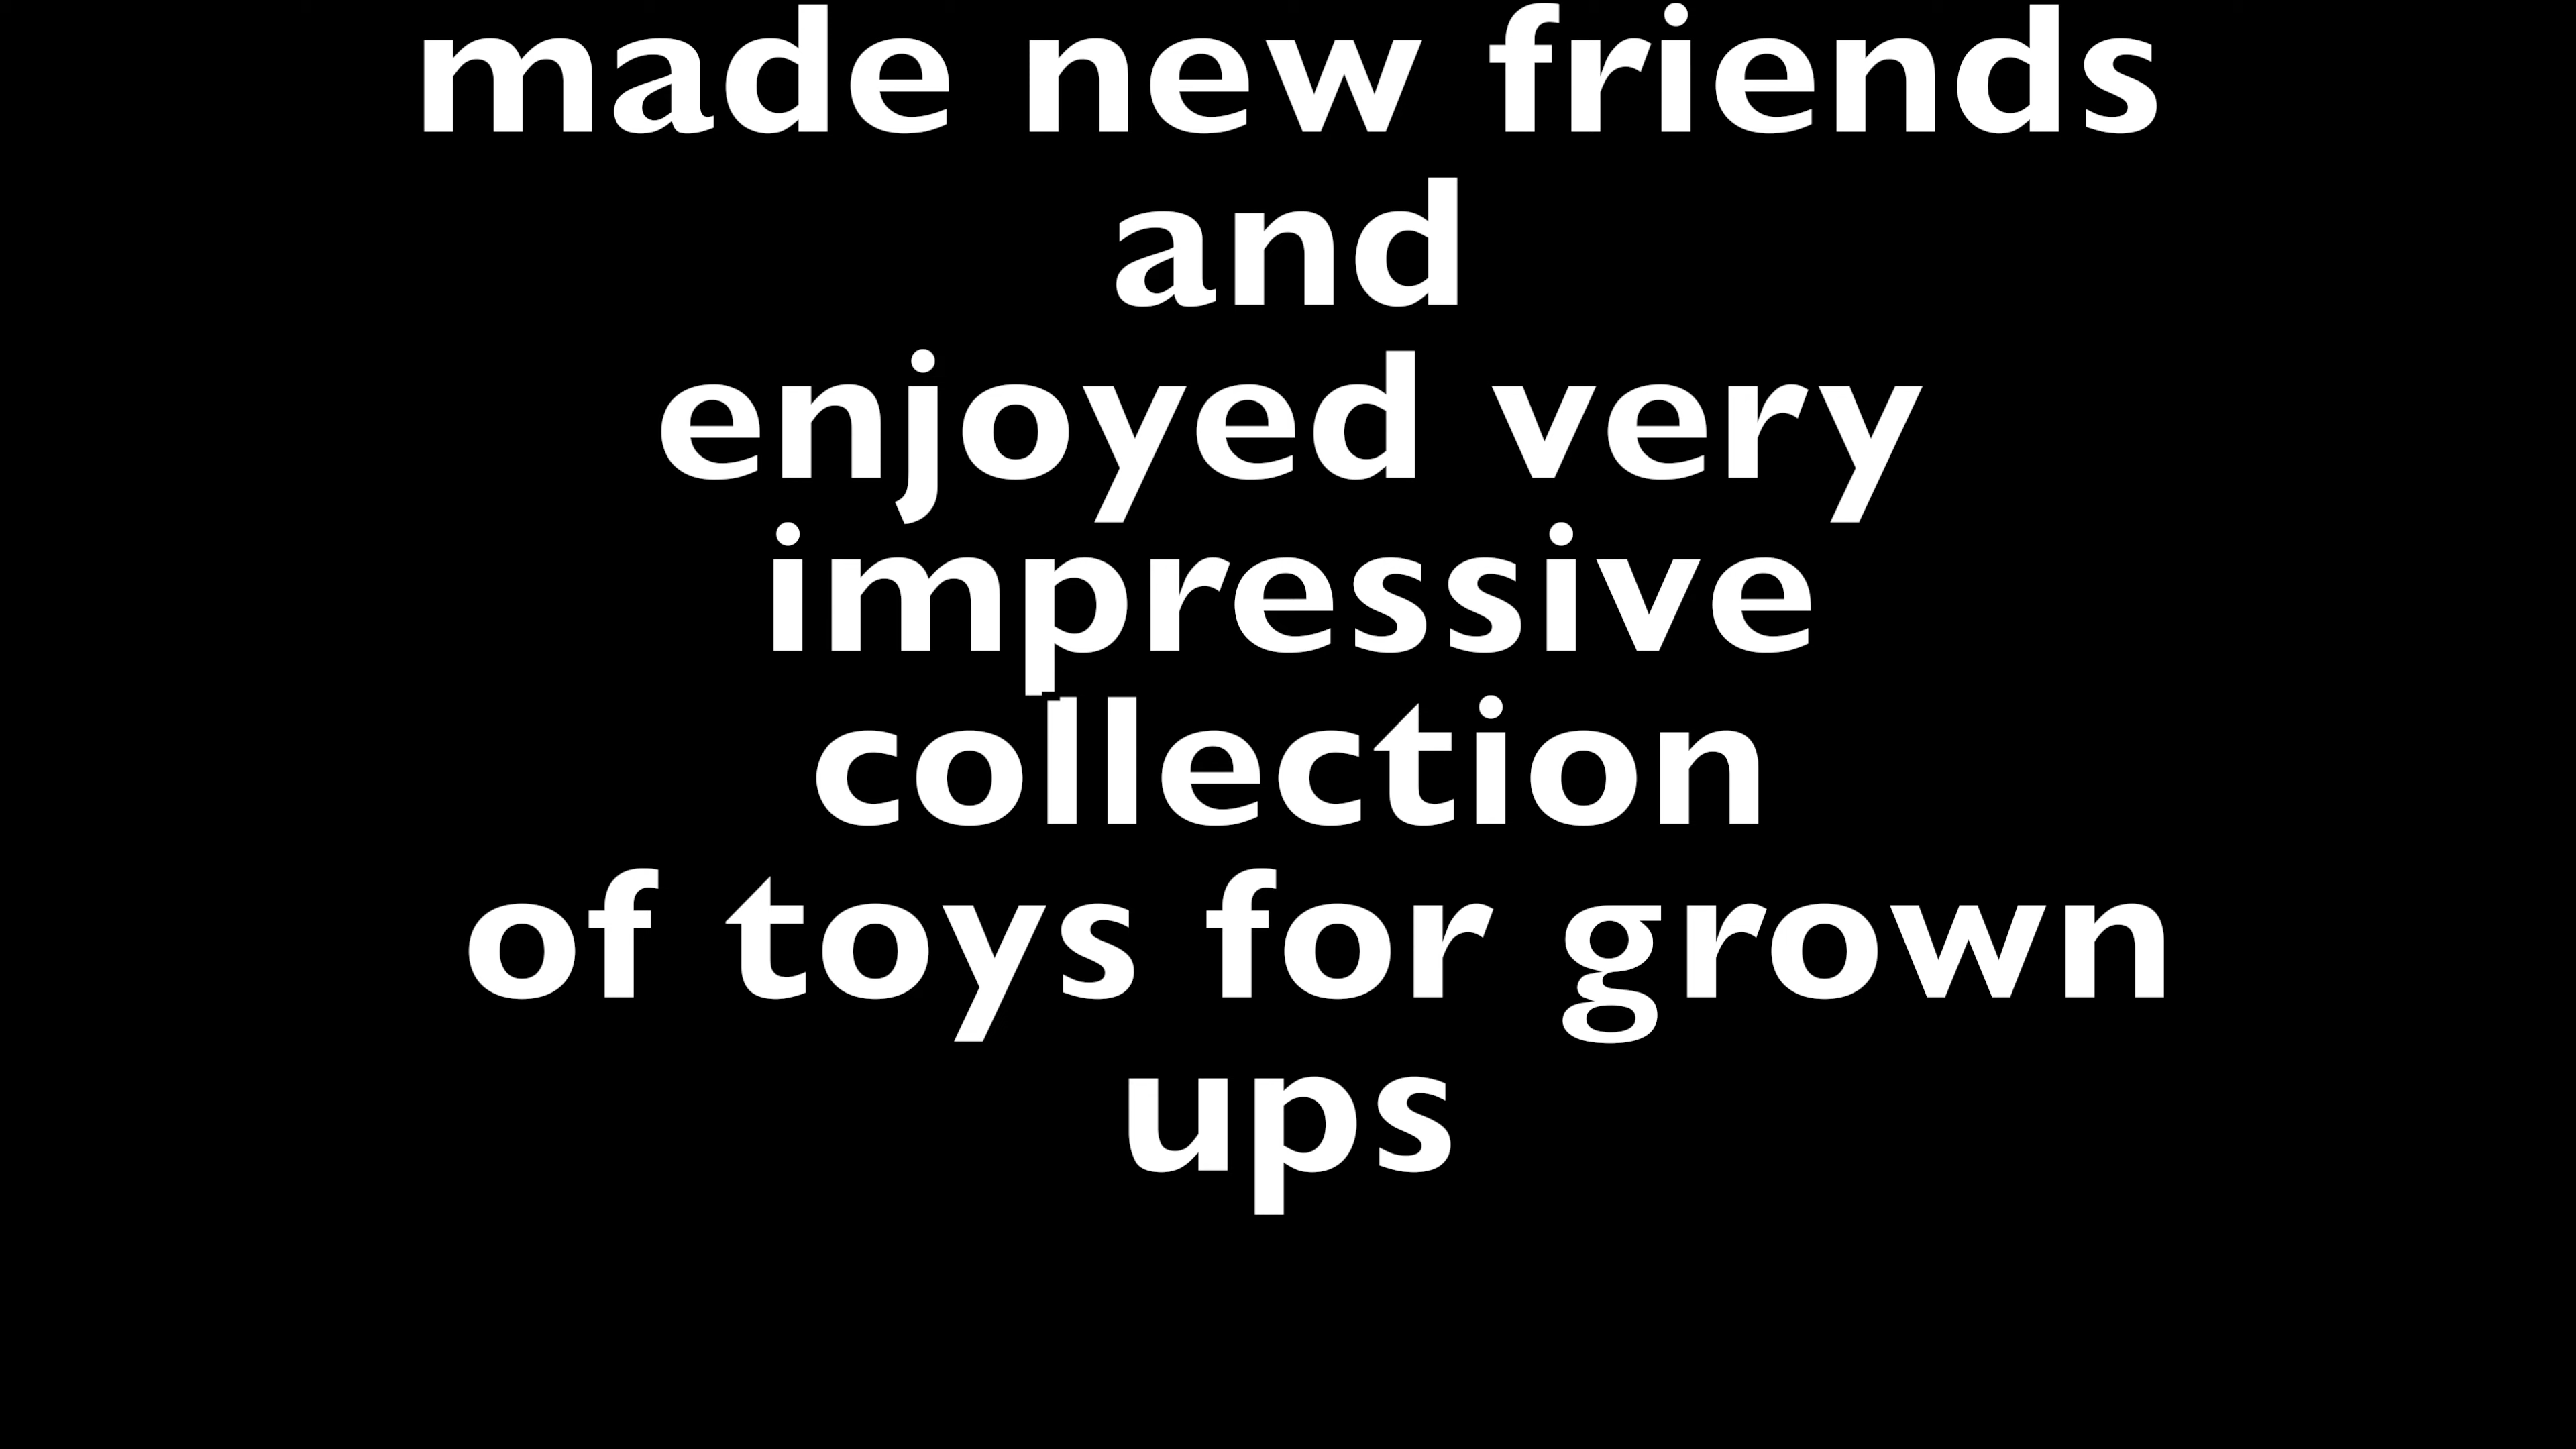 made new friends
and
enjoyed very
impressive
collection
of toys for grown
ups